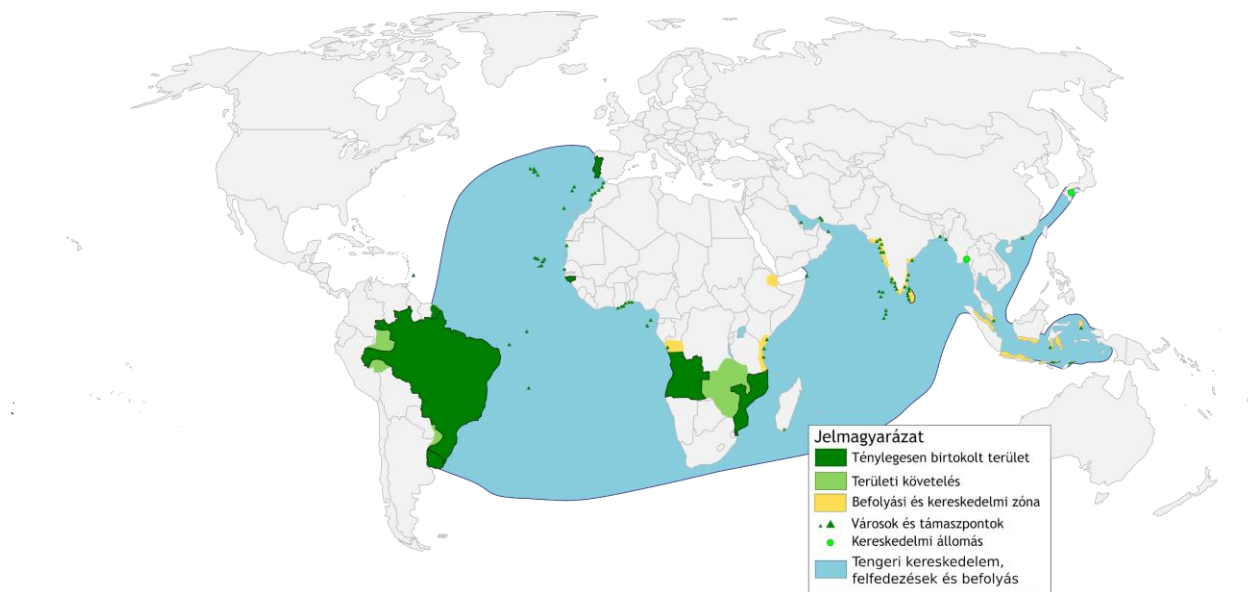 Jelmagyarázat
Ténylegesen birtokolt terület
Területi követelés
Befolyási és kereskedelmi zóna
Városok és támaszpontok
Kereskedelmi állomás
Tengeri kereskedelem,
felfedezések és befolyás